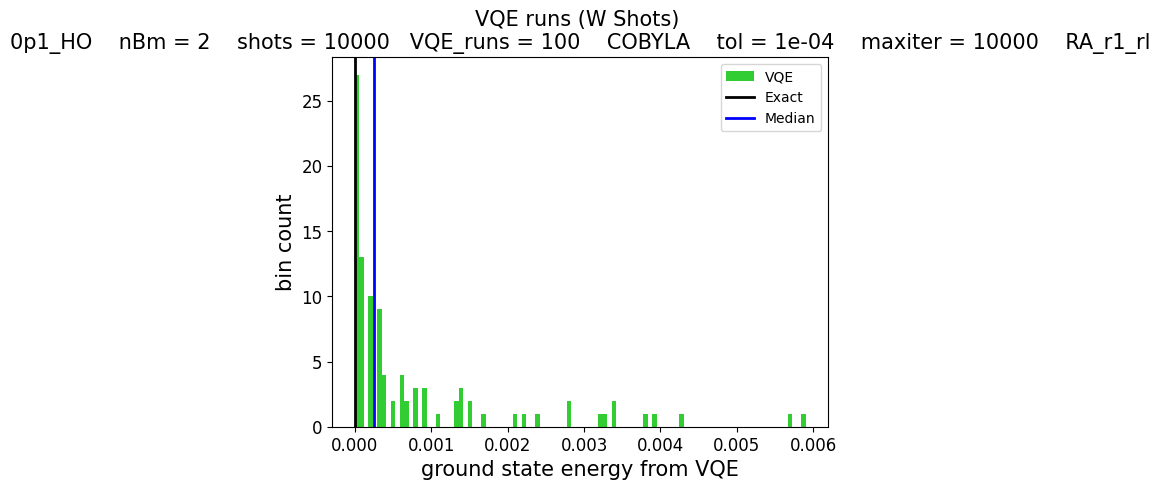 VQE runs (W Shots)
0p1_HO    nBm = 2    shots = 10000   VQE_runs = 100    COBYLA    tol = 1e-04    maxiter = 10000    RA_r1_rl
VQE
Exact
Median
bin count
25
20
15
10
5
0
0.000 0.001 0.002 0.003 0.004 0.005 0.006
ground state energy from VQE